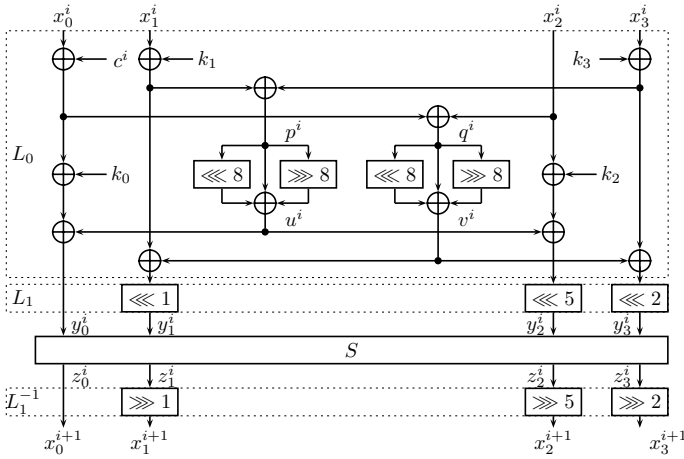 x_0^i x_1^i x_2^i x_3^i
c^i k_1 k_3
p^i q^i
L_0
⋘ 8 ⋙ 8 ⋘ 8 ⋙ 8
k_0 k_2
u^i v^i
L_1 ⋘ 1 ⋘ 5 ⋘ 2
y_0^i y_1^i y_2^i y_3^i
S
z_0^i z_1^i z_2^i z_3^i
L_1^{-1} ⋙ 1 ⋙ 5 ⋙ 2
x_0^{i+1} x_1^{i+1} x_2^{i+1} x_3^{i+1}